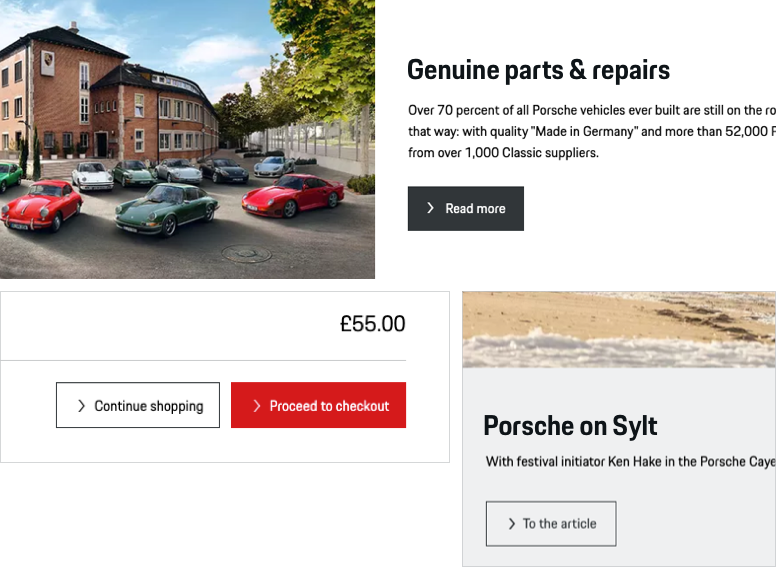 Genuine parts & repairs
Over 70 percent of all Porsche vehicles ever built are still on the ro
that way: with quality "Made in Germany" and more than 52,000 P
from over 1,000 Classic suppliers.
Read more
£55.00
Continue shopping
Proceed to checkout
Porsche on Sylt
With festival initiator Ken Hake in the Porsche Caye
To the article